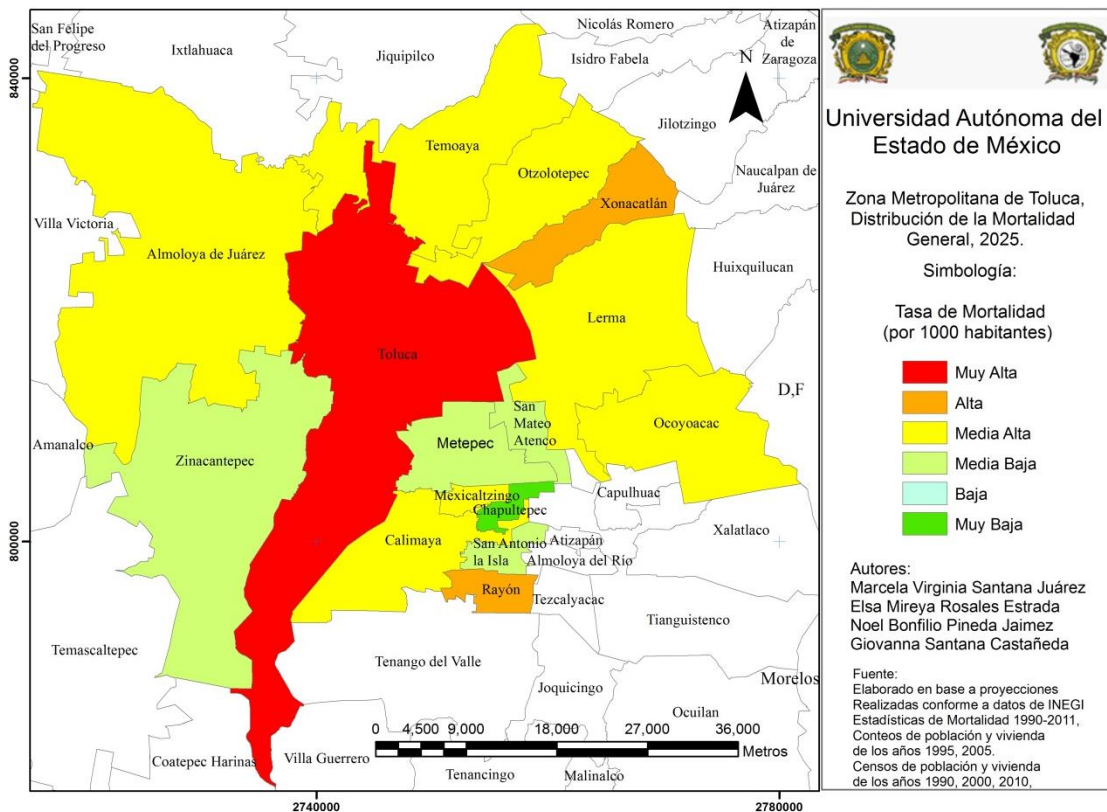 San Felipe
del Progreso
Ixtlahuaca
Jiquipilco
Nicolás Romero
Atizapán
de
Zaragoza
Isidro Fabela
N
840000
Jilotzingo
Temoaya
Otzolotepec
Naucalpan de
Juárez
Xonacatlán
Villa Victoria
Almoloya de Juárez
Huixquilucan
Lerma
Toluca
D,F
San
Mateo
Atenco
Ocoyoacac
Amanalco
Metepec
Zinacantepec
Mexicaltzingo
Capulhuac
Chapultepec
Xalatlaco
800000
Calimaya
San Antonio
la Isla
Atizapán
Almoloya del Río
Rayón
Tezcalyacac
Tianguistenco
Temascaltepec
Tenango del Valle
Joquicingo
Morelos
Ocuilan
0 4,500 9,000 18,000 27,000 36,000
Metros
Coatepec Harinas
Villa Guerrero
Tenancingo
Malinalco
2740000
2780000
Universidad Autónoma del
Estado de México
Zona Metropolitana de Toluca,
Distribución de la Mortalidad
General, 2025.
Simbología:
Tasa de Mortalidad
(por 1000 habitantes)
Muy Alta
Alta
Media Alta
Media Baja
Baja
Muy Baja
Autores:
Marcela Virginia Santana Juárez
Elsa Mireya Rosales Estrada
Noel Bonfilio Pineda Jaimez
Giovanna Santana Castañeda
Fuente:
Elaborado en base a proyecciones
Realizadas conforme a datos de INEGI
Estadísticas de Mortalidad 1990-2011,
Conteos de población y vivienda
de los años 1995, 2005.
Censos de población y vivienda
de los años 1990, 2000, 2010,